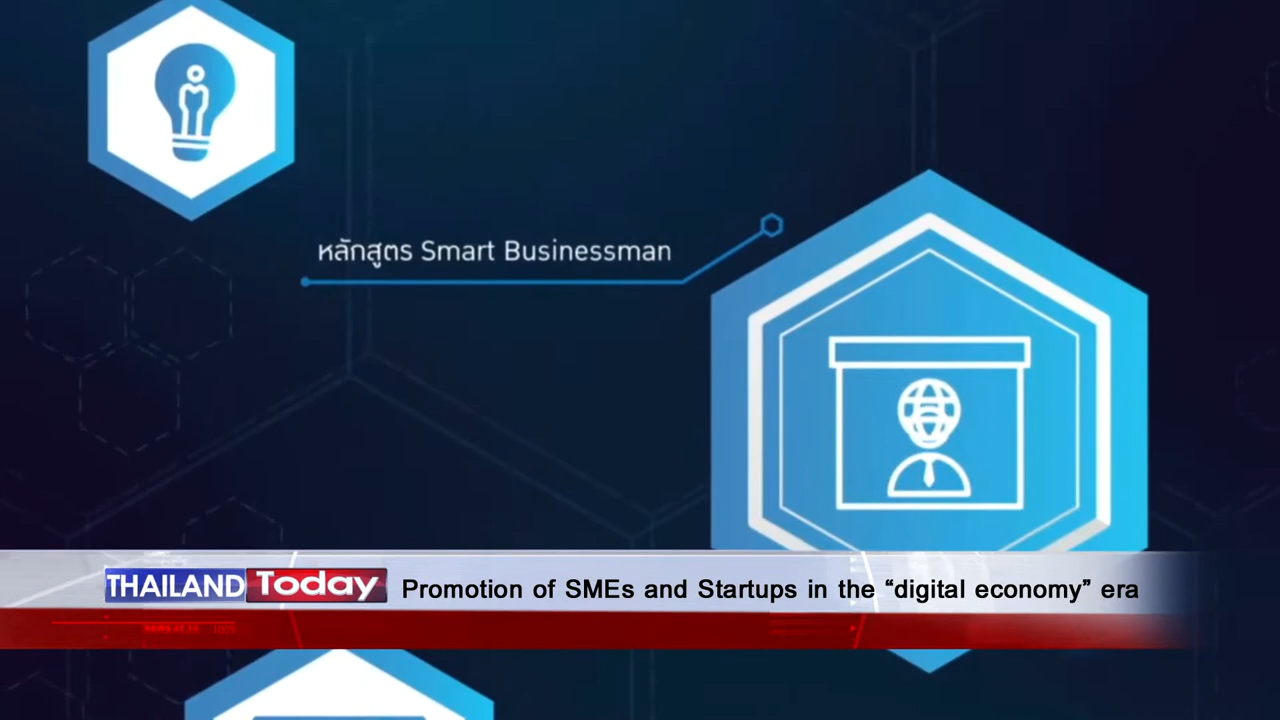 หลักสูตร Smart Businessman
THAILAND Today Promotion of SMEs and Startups in the “digital economy” era